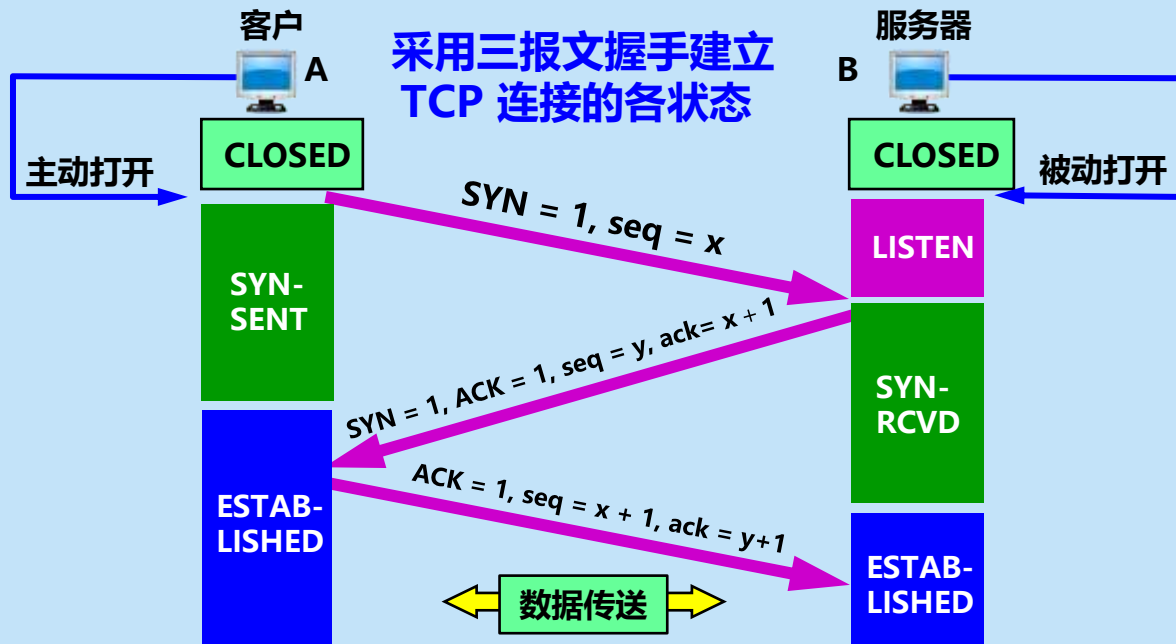 客户
服务器
采用三报文握手建立
TCP 连接的各状态
A
B
CLOSED
CLOSED
主动打开
被动打开
SYN = 1, seq = x
LISTEN
SYN-
SENT
SYN = 1, ACK = 1, seq = y, ack= x + 1
SYN-
RCVD
ESTAB-
LISHED
ACK = 1, seq = x + 1, ack = y+1
ESTAB-
LISHED
数据传送